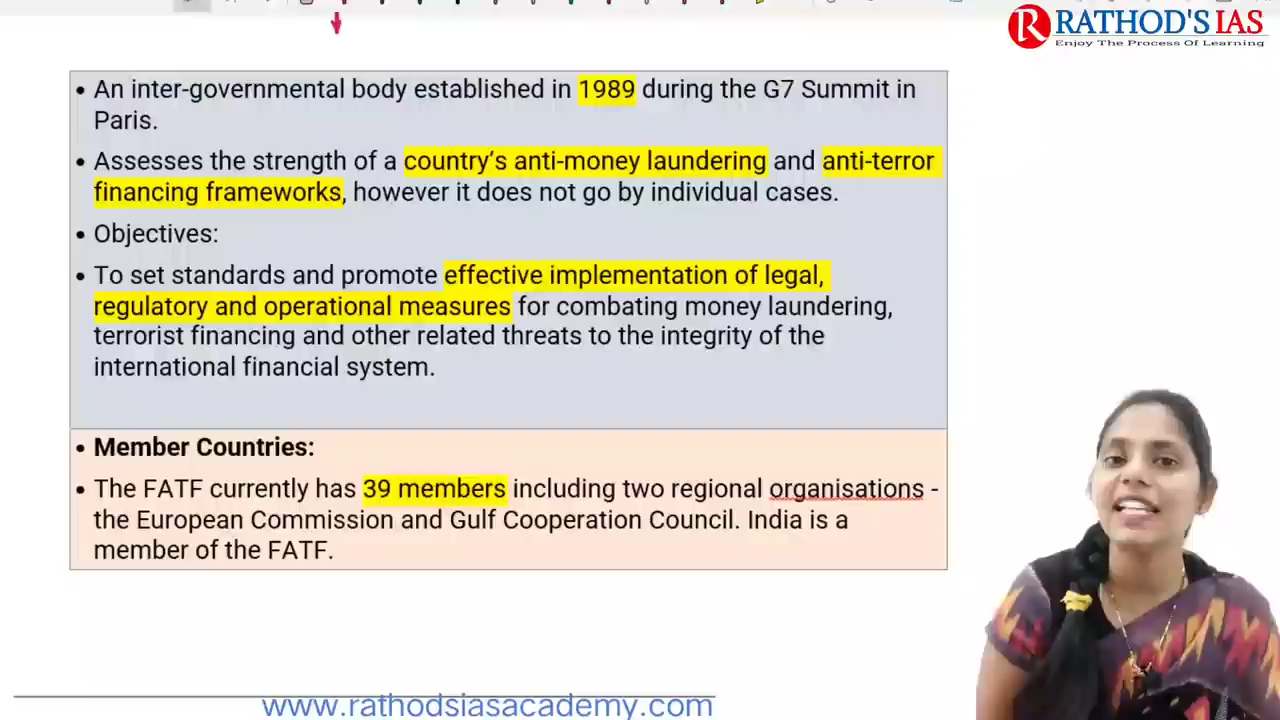 RATHOD'S IAS
Enjoy The Process Of Learning
• An inter-governmental body established in 1989 during the G7 Summit in
Paris.
• Assesses the strength of a country's anti-money laundering and anti-terror
financing frameworks, however it does not go by individual cases.
• Objectives:
• To set standards and promote effective implementation of legal,
regulatory and operational measures for combating money laundering,
terrorist financing and other related threats to the integrity of the
international financial system.
• Member Countries:
• The FATF currently has 39 members including two regional organisations -
the European Commission and Gulf Cooperation Council. India is a
member of the FATF.
www.rathodsiasacademy.com